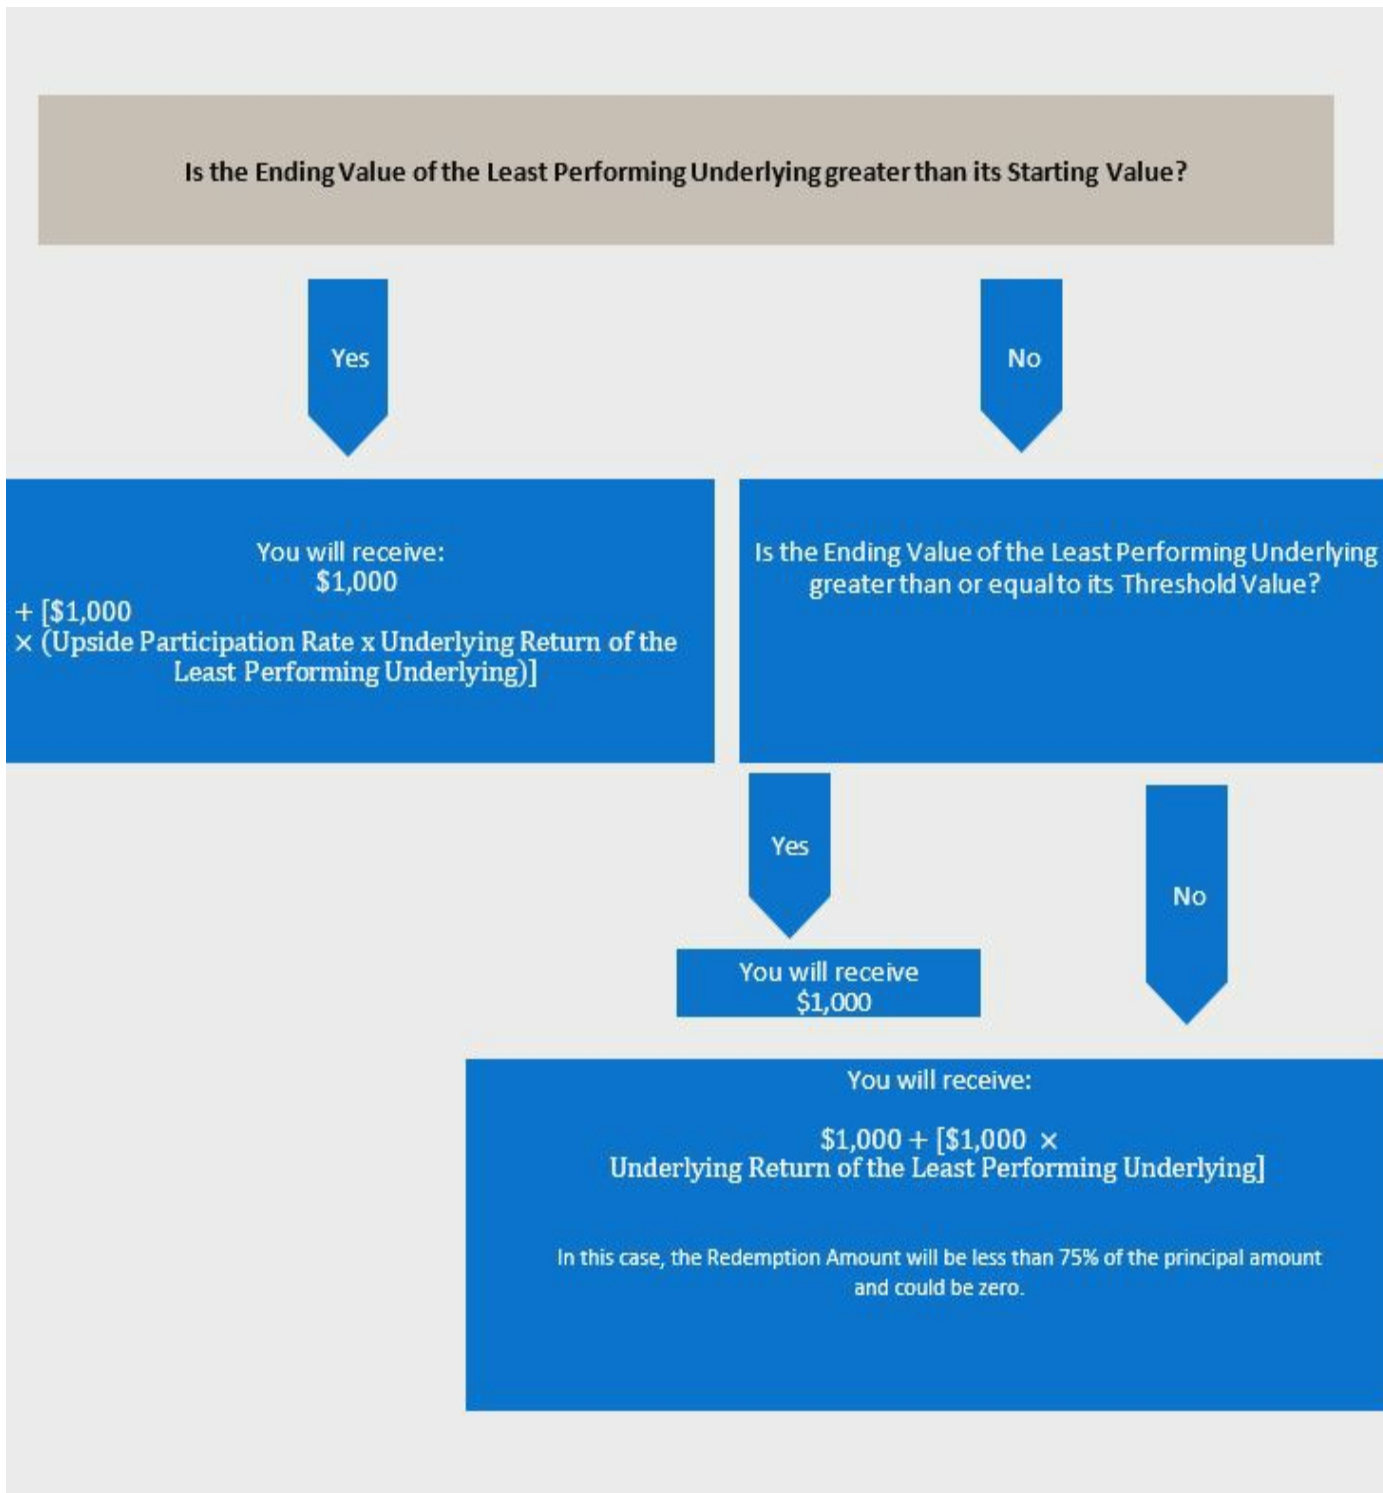 Is the Ending Value of the Least Performing Underlying greater than its Starting Value?
Yes
No
You will receive:
$1,000
+ [$1,000
× (Upside Participation Rate x Underlying Return of the
Least Performing Underlying)]
Is the Ending Value of the Least Performing Underlying
greater than or equal to its Threshold Value?
Yes
No
You will receive
$1,000
You will receive:
$1,000 + [$1,000 ×
Underlying Return of the Least Performing Underlying]
In this case, the Redemption Amount will be less than 75% of the principal amount
and could be zero.